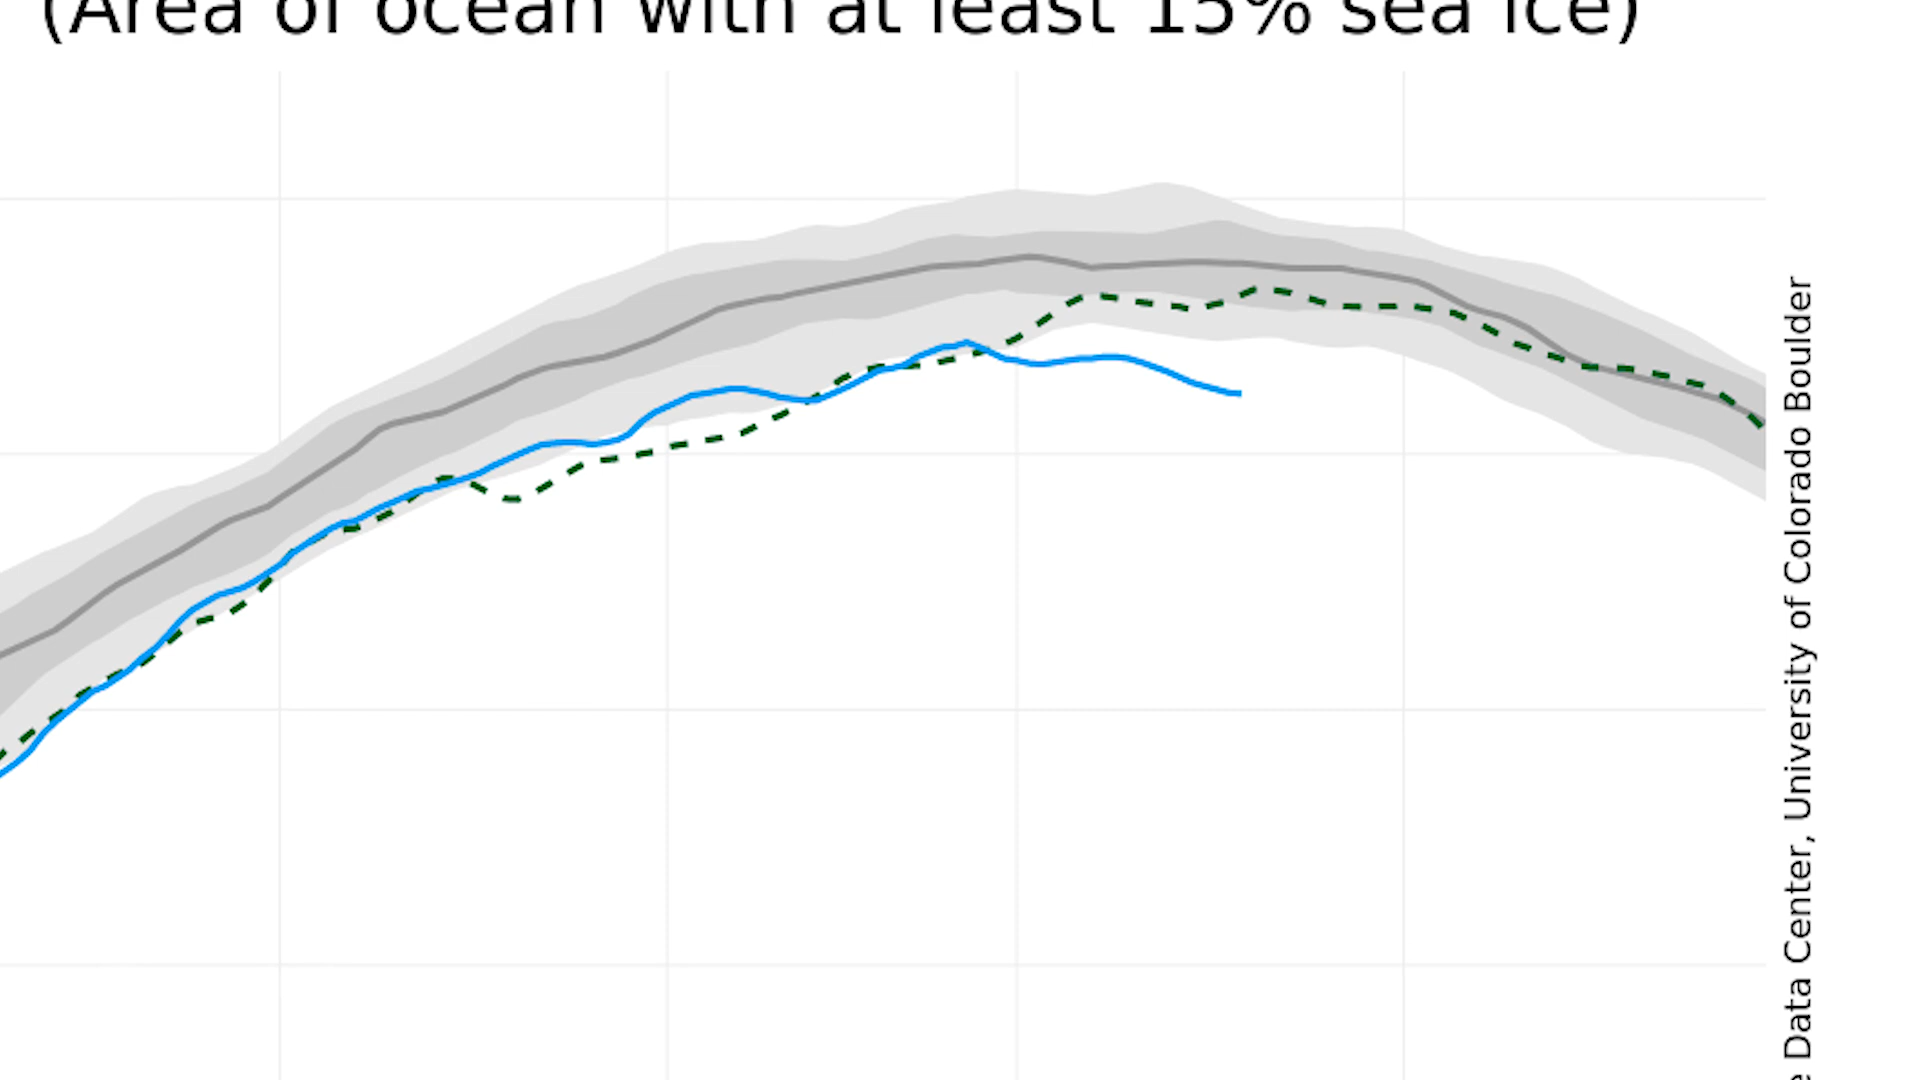 (Area of ocean with at least 15% sea ice)
Data Center, University of Colorado Boulder